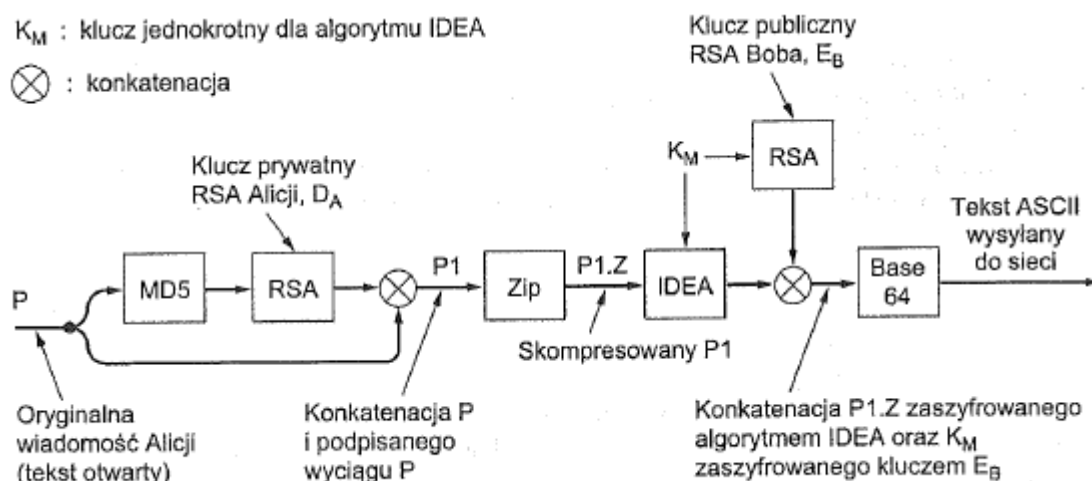 K_M : klucz jednokrotny dla algorytmu IDEA
: konkatenacja
Klucz publiczny
RSA Boba, E_B
K_M
RSA
Klucz prywatny
RSA Alicji, D_A
Tekst ASCII
wysyłany
do sieci
P
MD5
RSA
P1
Zip
P1.Z
IDEA
Base
64
Skompresowany P1
Oryginalna
wiadomość Alicji
(tekst otwarty)
Konkatenacja P
i podpisanego
wyciągu P
Konkatenacja P1.Z zaszyfrowanego
algorytmem IDEA oraz K_M
zaszyfrowanego kluczem E_B